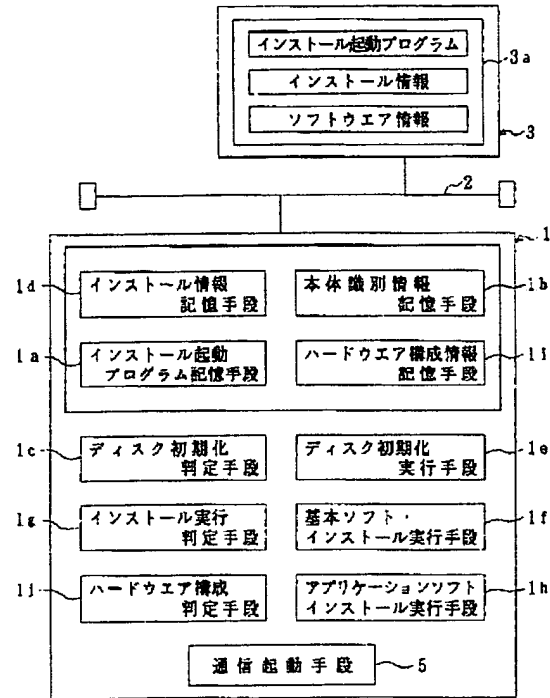 インストール起動プログラム
インストール情報
ソフトウエア情報
3a
3
2
1
1d
インストール情報
記憶手段
本体識別情報
記憶手段
1b
1a
インストール起動
プログラム記憶手段
ハードウエア構成情報
記憶手段
1i
1c
ディスク初期化
判定手段
ディスク初期化
実行手段
1e
1g
インストール実行
判定手段
基本ソフト・
インストール実行手段
1f
1j
ハードウエア構成
判定手段
アプリケーションソフト
インストール実行手段
1h
通信起動手段
5